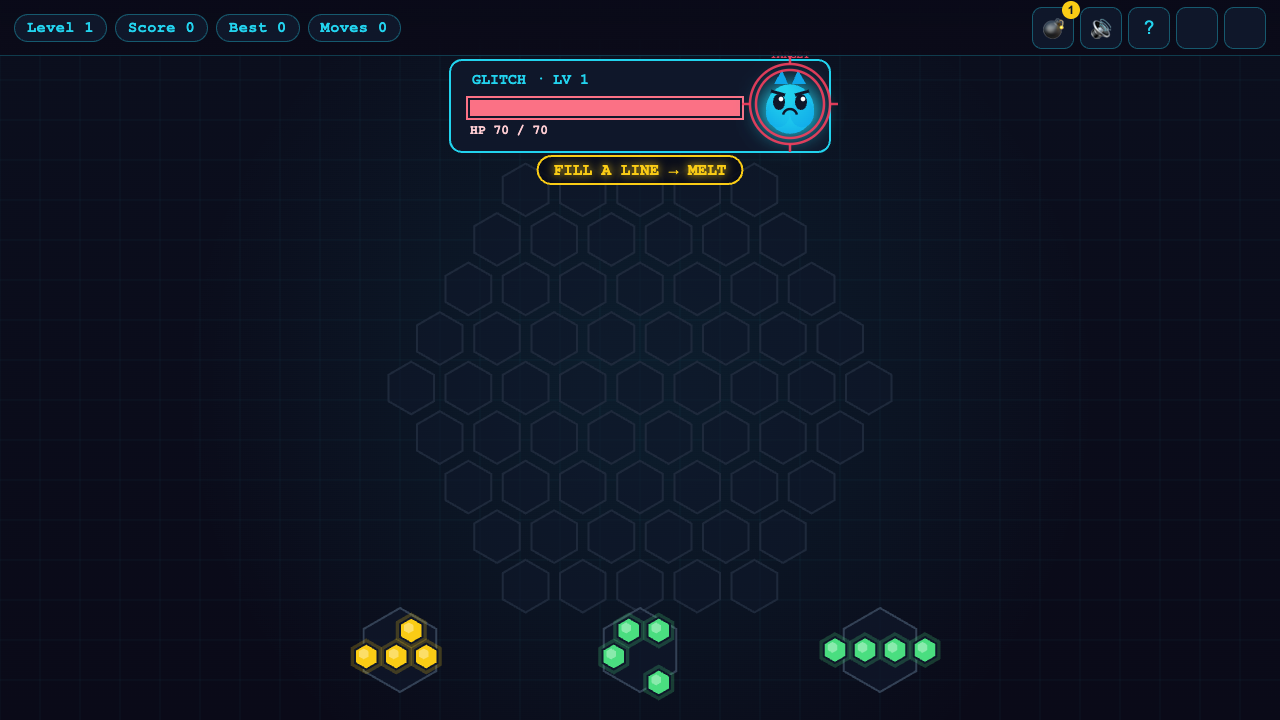 Level 1
Score 0
Best 0
Moves 0
1
?
GLITCH · LV 1
HP 70 / 70
FILL A LINE → MELT